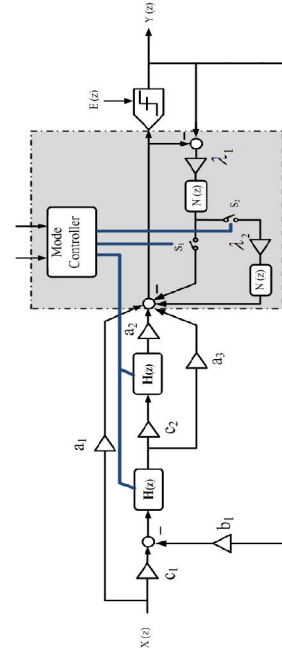 X (z)
c1
a1
b1
H(z)
c2
H(z)
a2
a3
Mode
Controller
S1
S2
N (z)
λ1
N (z)
λ2
E (z)
Y (z)